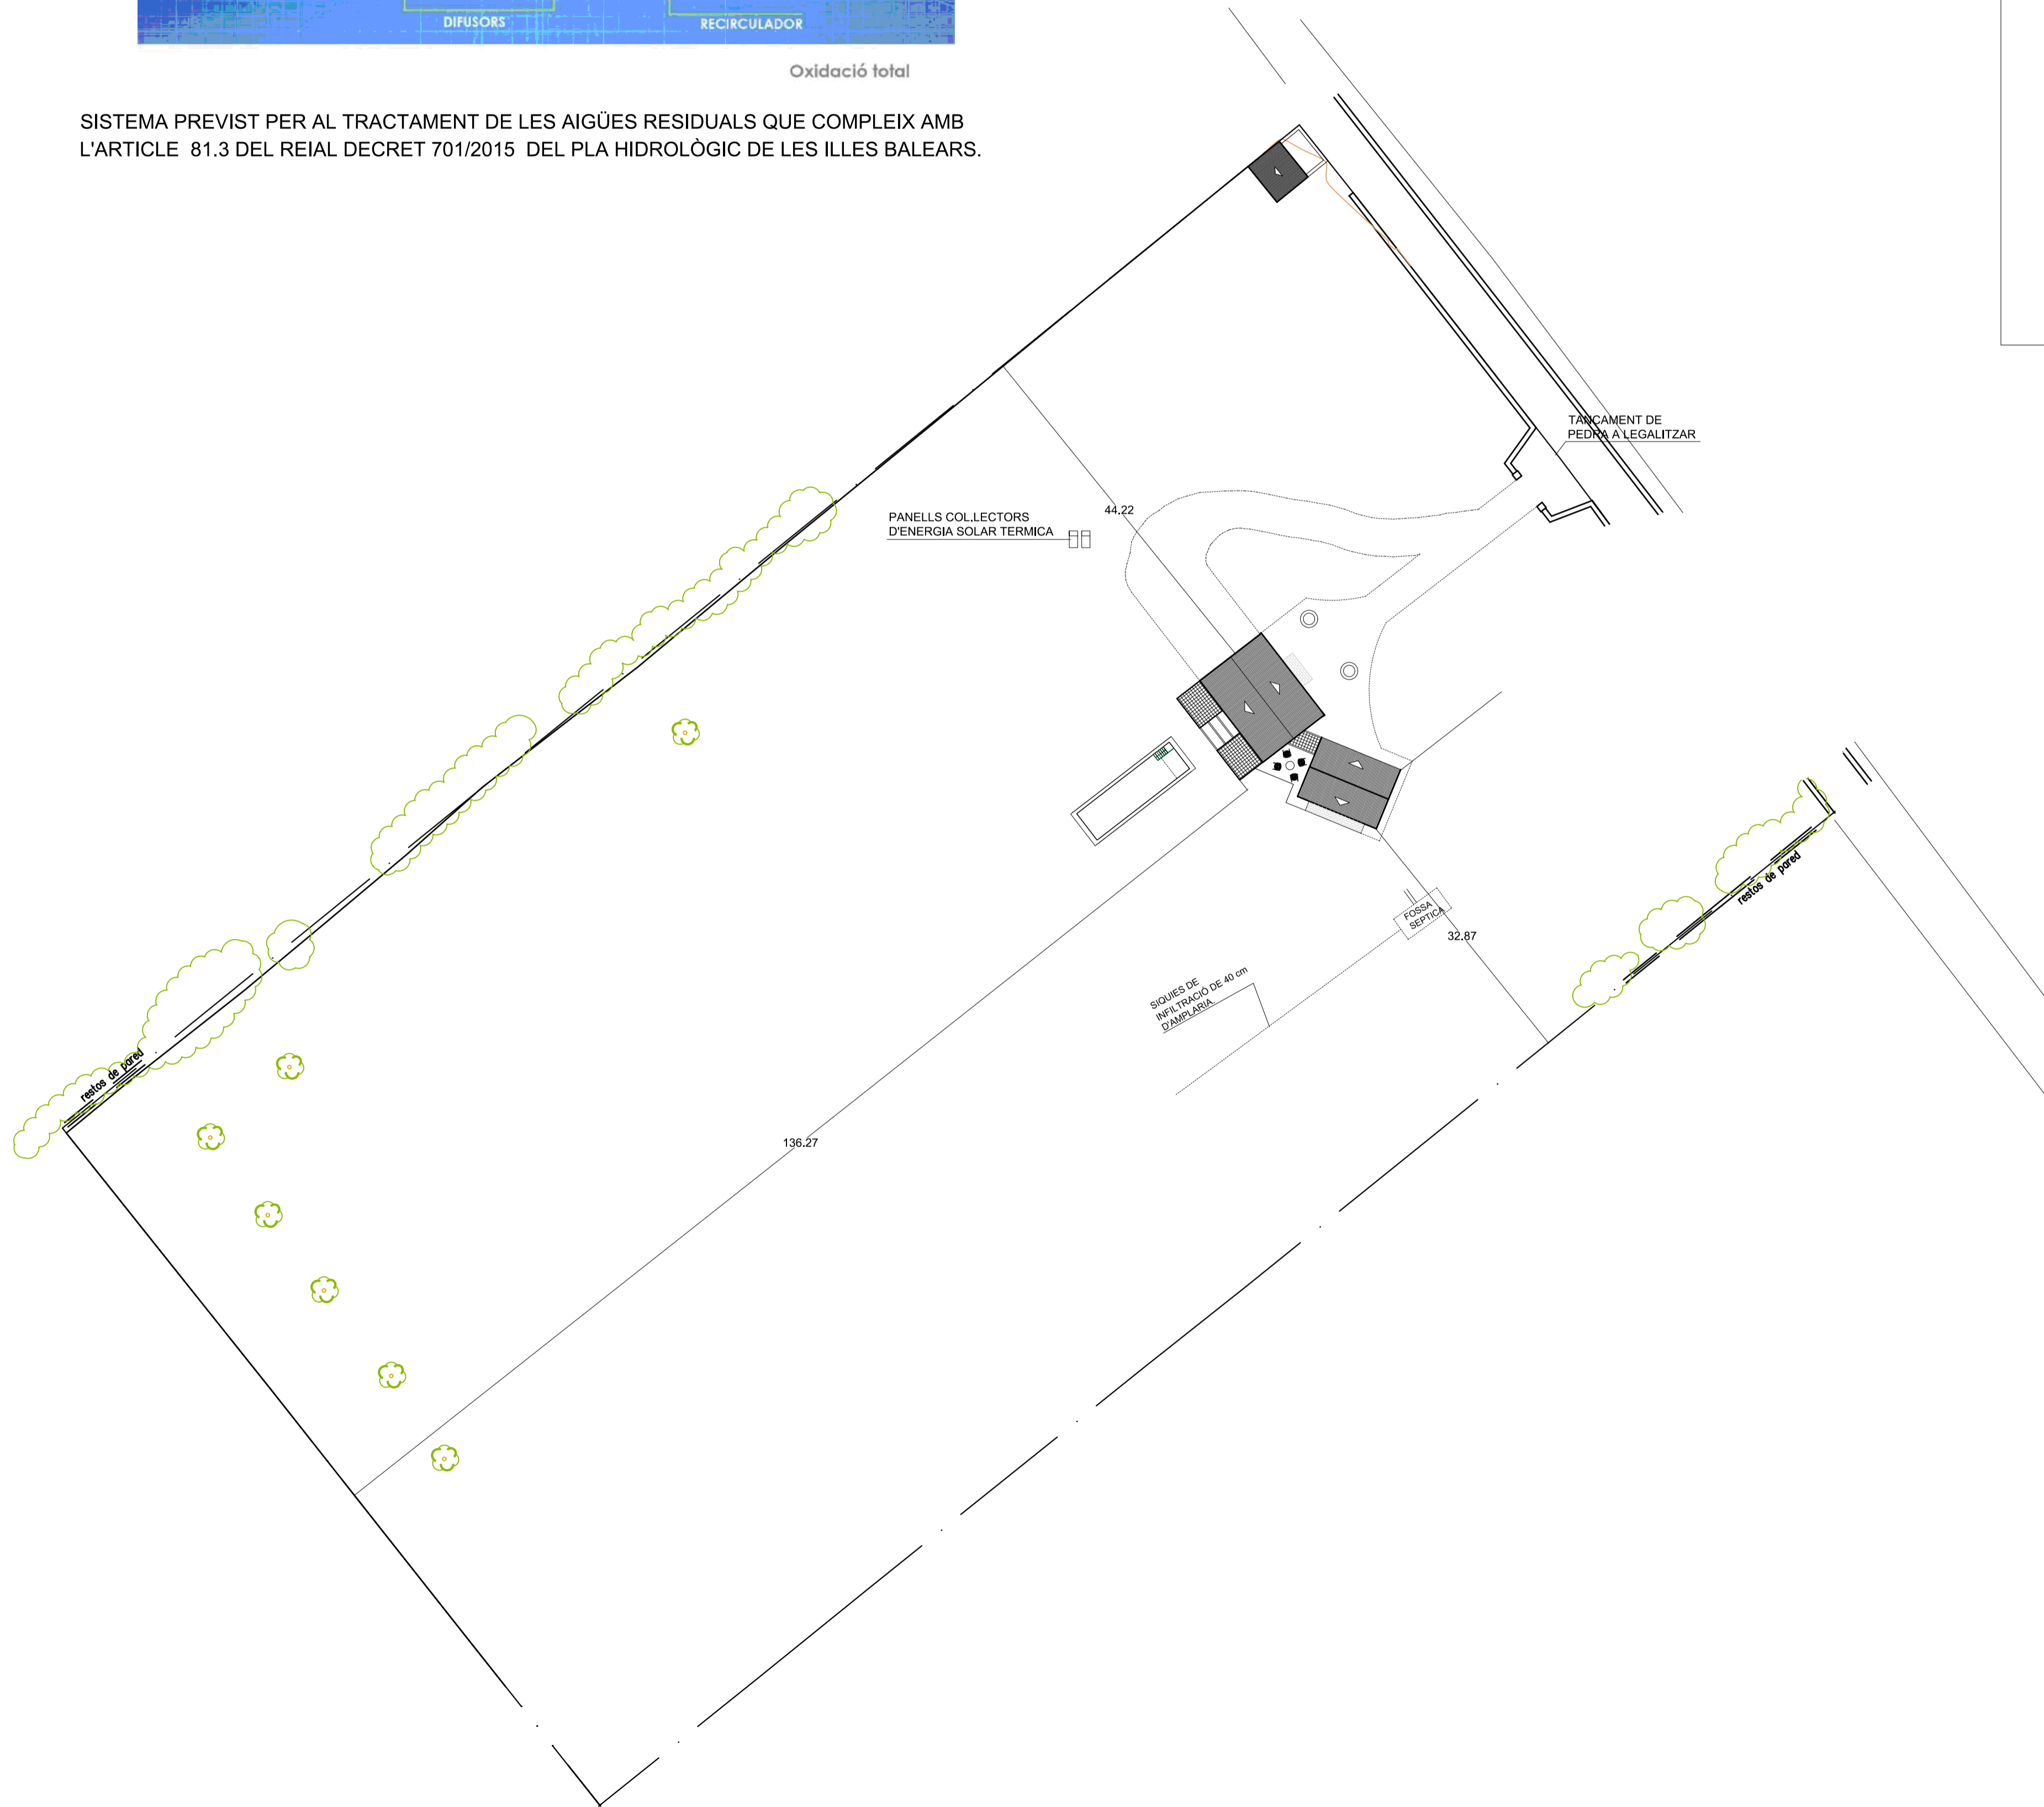 DIFUSORS
RECIRCULADOR
Oxidació total
SISTEMA PREVIST PER AL TRACTAMENT DE LES AIGÜES RESIDUALS QUE COMPLEIX AMB
L'ARTICLE 81.3 DEL REIAL DECRET 701/2015 DEL PLA HIDROLÒGIC DE LES ILLES BALEARS.
TANCAMENT DE
PEDRA A LEGALITZAR
44.22
PANELLS COL.LECTORS
D'ENERGIA SOLAR TERMICA
restos de pared
FOSSA
SEPTICA
32.87
SIQUIES DE
INFILTRACIÓ DE 40 cm
D'AMPLARIA.
restos de pared
136.27